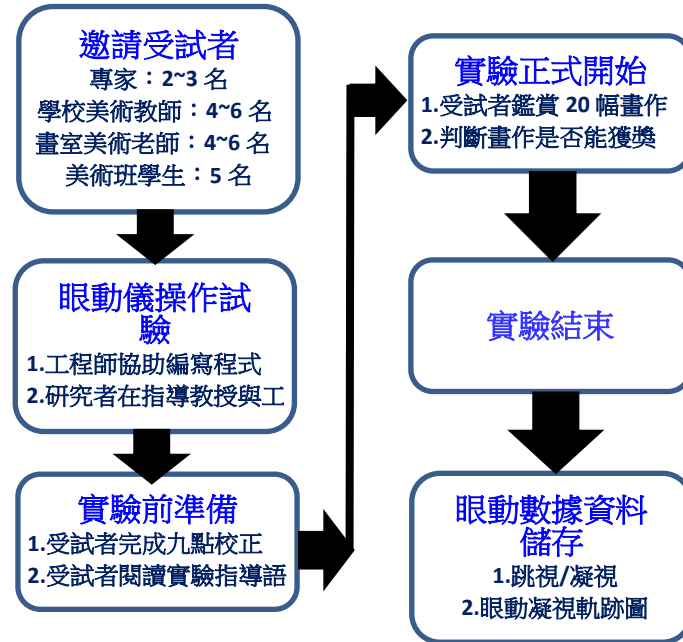 邀請受試者
專家：2~3 名
學校美術教師：4~6 名
畫室美術老師：4~6 名
美術班學生：5 名
眼動儀操作試
驗
1.工程師協助編寫程式
2.研究者在指導教授與工
實驗前準備
1.受試者完成九點校正
2.受試者閱讀實驗指導語
實驗正式開始
1.受試者鑑賞 20 幅畫作
2.判斷畫作是否能獲獎
實驗結束
眼動數據資料
儲存
1.跳視/凝視
2.眼動凝視軌跡圖